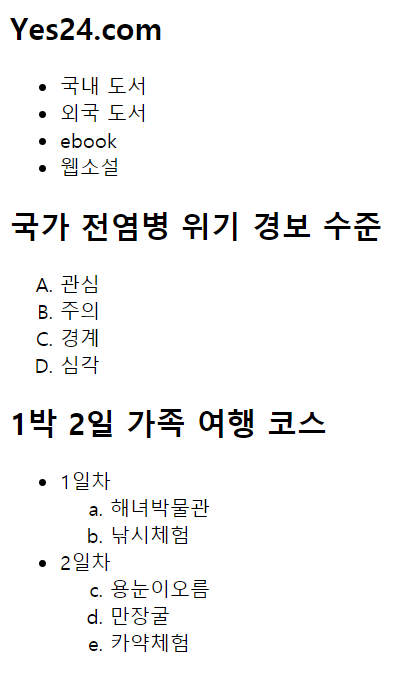 Yes24.com
• 국내 도서
• 외국 도서
• ebook
• 웹소설
국가 전염병 위기 경보 수준
A. 관심
B. 주의
C. 경계
D. 심각
1박 2일 가족 여행 코스
• 1일차
a. 해녀박물관
b. 낚시체험
• 2일차
c. 용눈이오름
d. 만장굴
e. 카약체험